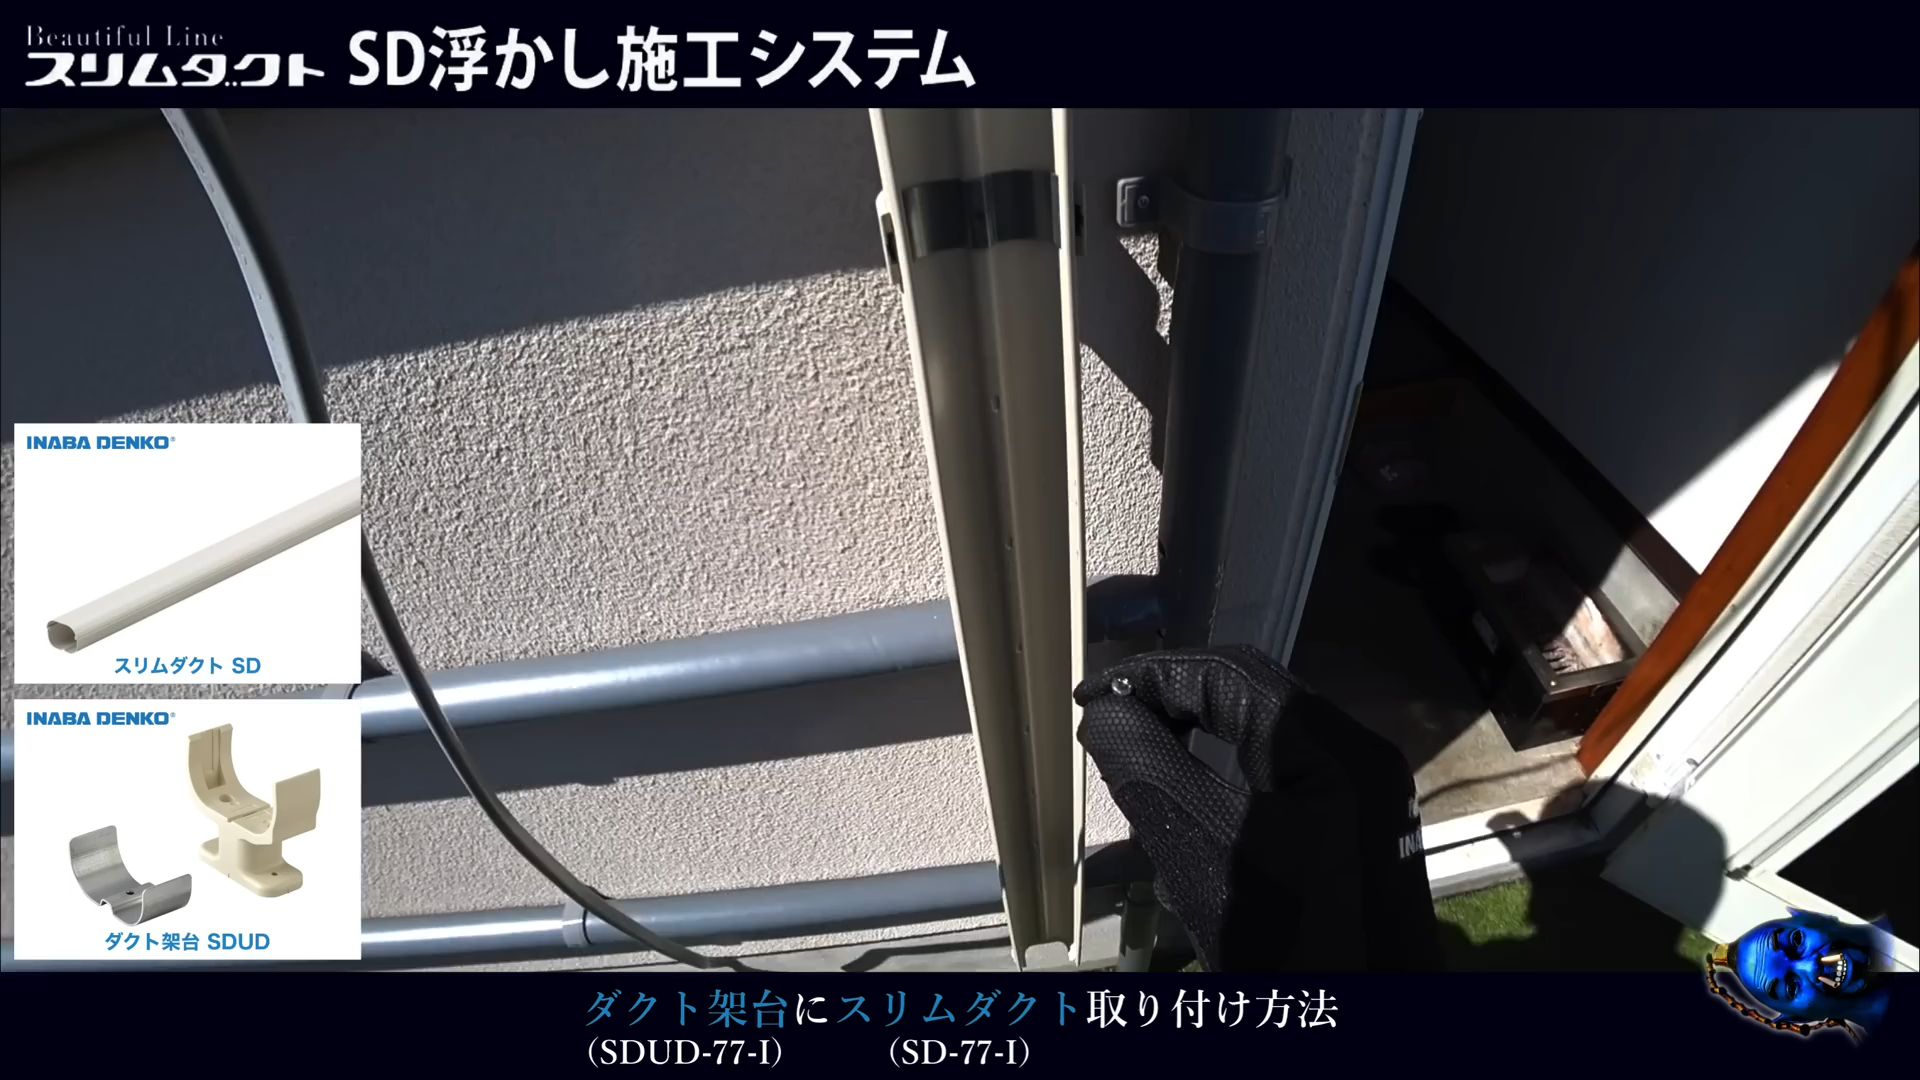 Beautiful Line
スリムダクト SD浮かし施工システム
INABA DENKO®
スリムダクト SD
INABA DENKO®
ダクト架台 SDUD
INA
ダクト架台にスリムダクト取り付け方法
(SDUD-77-I) (SD-77-I)